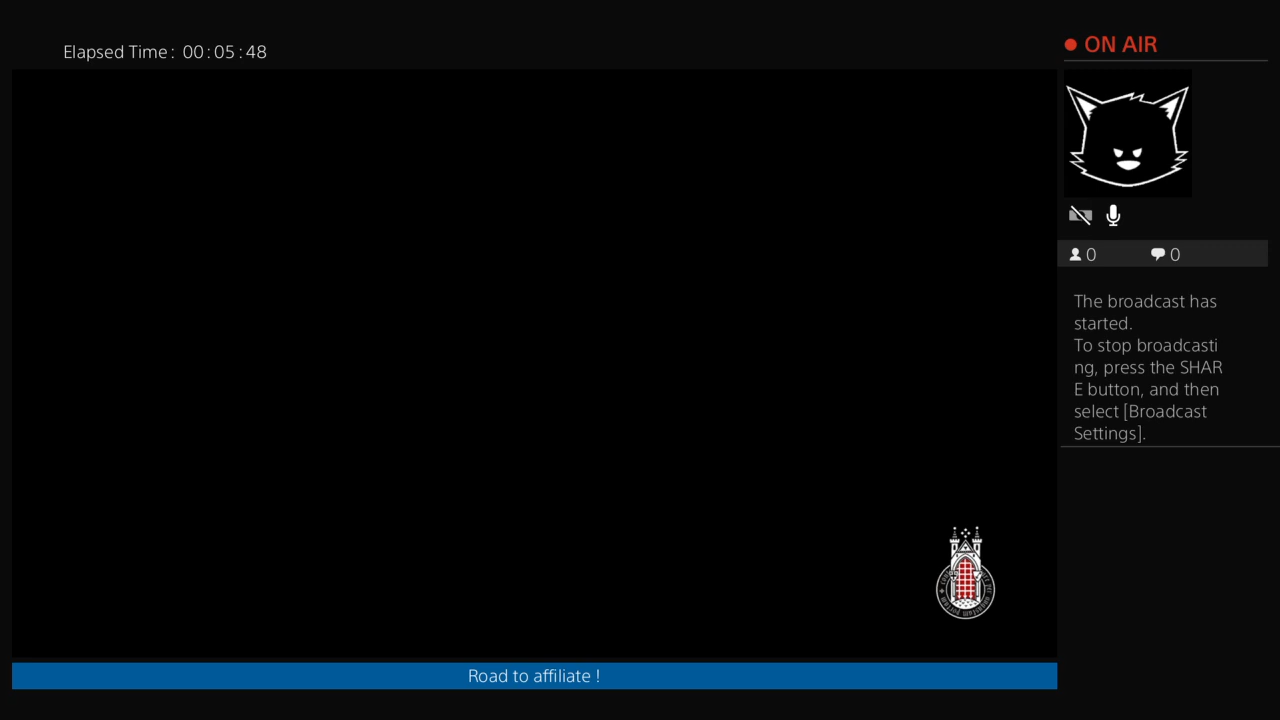 Elapsed Time: 00:05:48
ON AIR
0 0
The broadcast has
started.
To stop broadcasti
ng, press the SHAR
E button, and then
select [Broadcast
Settings].
Road to affiliate !